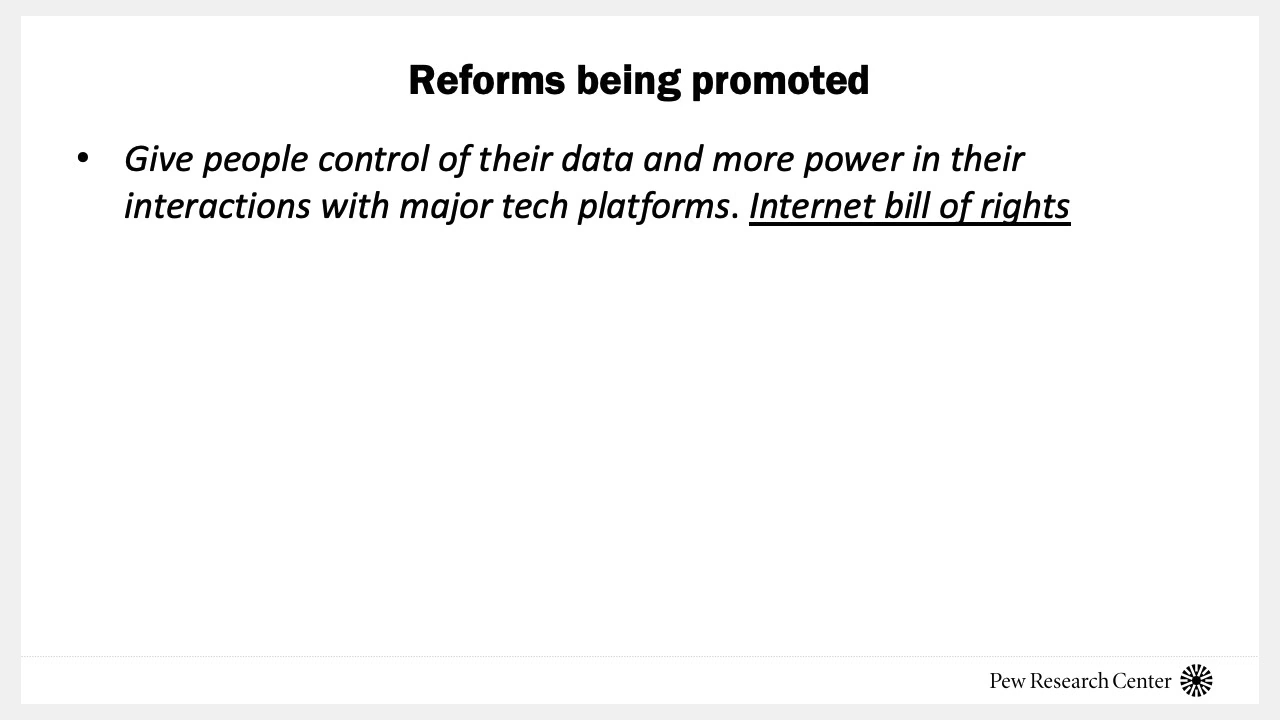 Reforms being promoted
• Give people control of their data and more power in their
interactions with major tech platforms. Internet bill of rights
Pew Research Center